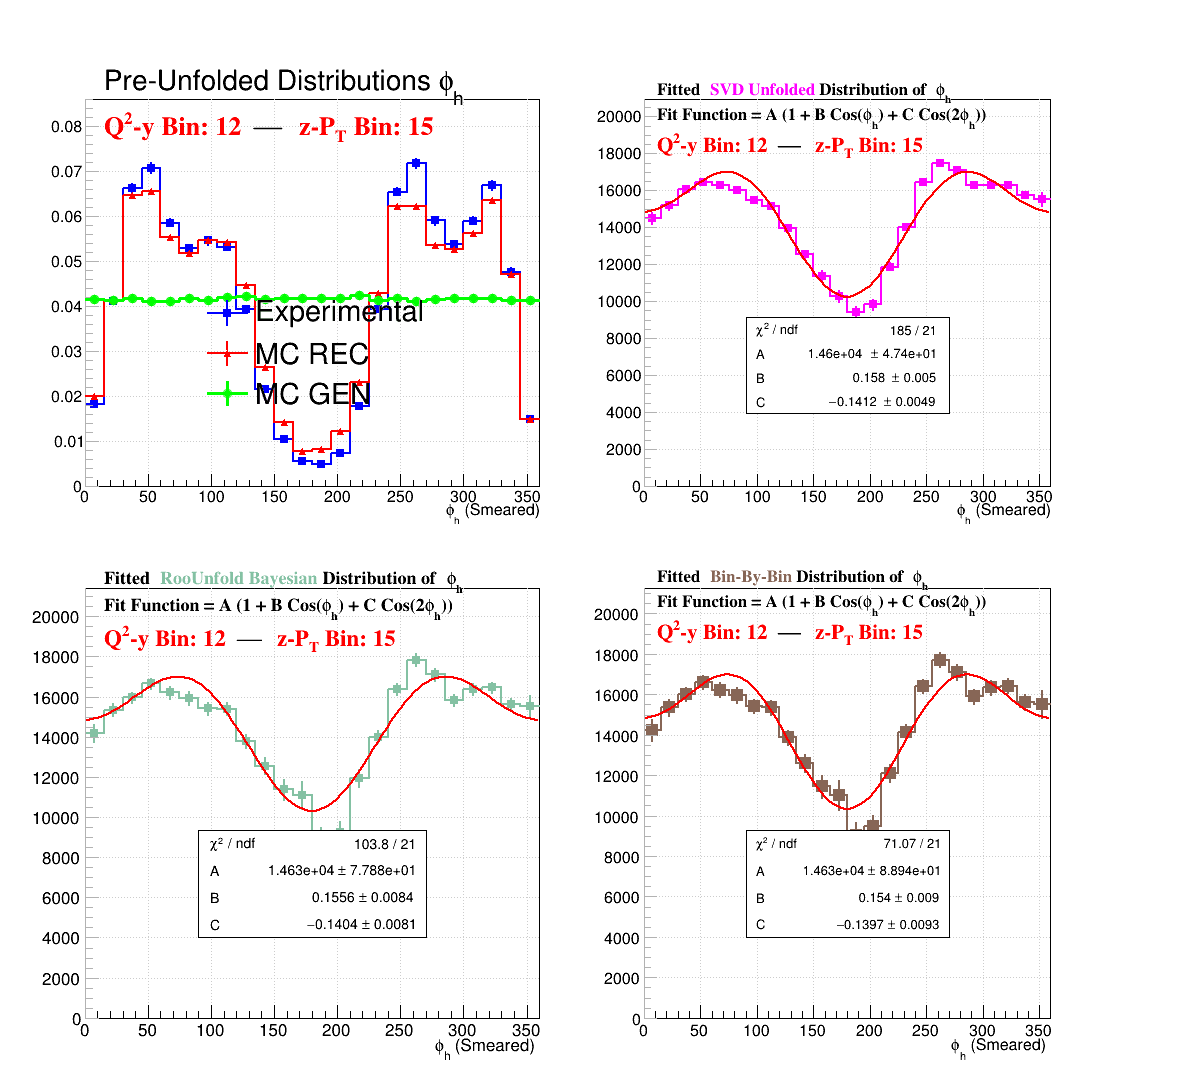 Pre-Unfolded Distributions ϕh
Q²-y Bin: 12 — z-PT Bin: 15
0.08
0.07
0.06
0.05
0.04
0.03
0.02
0.01
0
Experimental
MC REC
MC GEN
0 50 100 150 200 250 300 350
ϕh (Smeared)
Fitted SVD Unfolded Distribution of ϕh
Fit Function = A (1 + B Cos(ϕh) + C Cos(2ϕh))
Q²-y Bin: 12 — z-PT Bin: 15
20000
18000
16000
14000
12000
10000
8000
6000
4000
2000
0
χ² / ndf 185 / 21
A 1.46e+04 ± 4.74e+01
B 0.158 ± 0.005
C −0.1412 ± 0.0049
0 50 100 150 200 250 300 350
ϕh (Smeared)
Fitted RooUnfold Bayesian Distribution of ϕh
Fit Function = A (1 + B Cos(ϕh) + C Cos(2ϕh))
Q²-y Bin: 12 — z-PT Bin: 15
20000
18000
16000
14000
12000
10000
8000
6000
4000
2000
0
χ² / ndf 103.8 / 21
A 1.463e+04 ± 7.788e+01
B 0.1556 ± 0.0084
C −0.1404 ± 0.0081
0 50 100 150 200 250 300 350
ϕh (Smeared)
Fitted Bin-By-Bin Distribution of ϕh
Fit Function = A (1 + B Cos(ϕh) + C Cos(2ϕh))
Q²-y Bin: 12 — z-PT Bin: 15
20000
18000
16000
14000
12000
10000
8000
6000
4000
2000
0
χ² / ndf 71.07 / 21
A 1.463e+04 ± 8.894e+01
B 0.154 ± 0.009
C −0.1397 ± 0.0093
0 50 100 150 200 250 300 350
ϕh (Smeared)